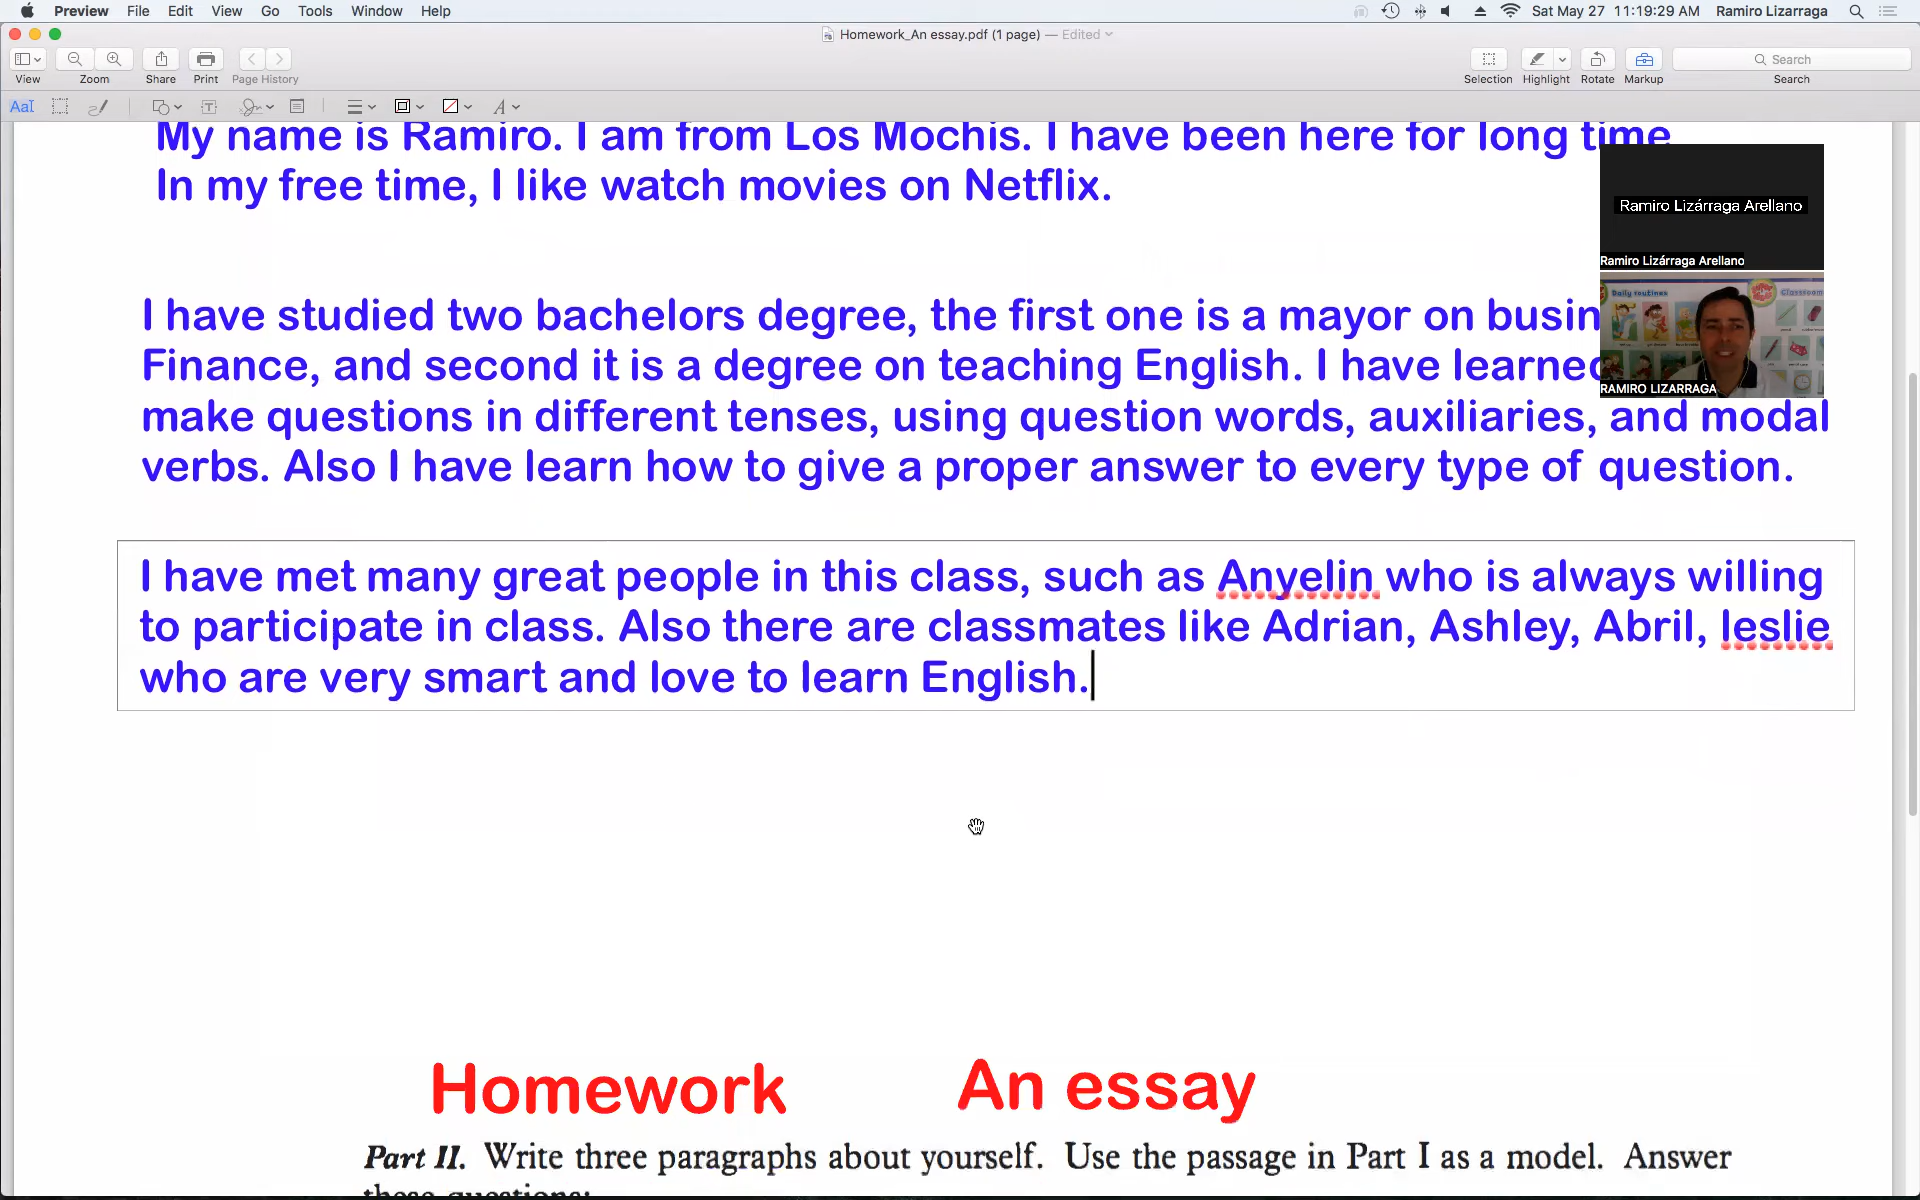 Preview File Edit View Go Tools Window Help Sat May 27 11:19:29 AM Ramiro Lizarraga
Homework_An essay.pdf (1 page) — Edited
View Zoom Share Print Page History Selection Highlight Rotate Markup Search
Search
My name is Ramiro. I am from Los Mochis. I have been here for long time
In my free time, I like watch movies on Netflix.
Ramiro Lizárraga Arellano
Ramiro Lizárraga Arellano
Daily routines
Classroom
RAMIRO LIZARRAGA
I have studied two bachelors degree, the first one is a mayor on busin
Finance, and second it is a degree on teaching English. I have learned
make questions in different tenses, using question words, auxiliaries, and modal
verbs. Also I have learn how to give a proper answer to every type of question.
I have met many great people in this class, such as Anyelin who is always willing
to participate in class. Also there are classmates like Adrian, Ashley, Abril, leslie
who are very smart and love to learn English.
Homework An essay
Part II. Write three paragraphs about yourself. Use the passage in Part I as a model. Answer
these questions: